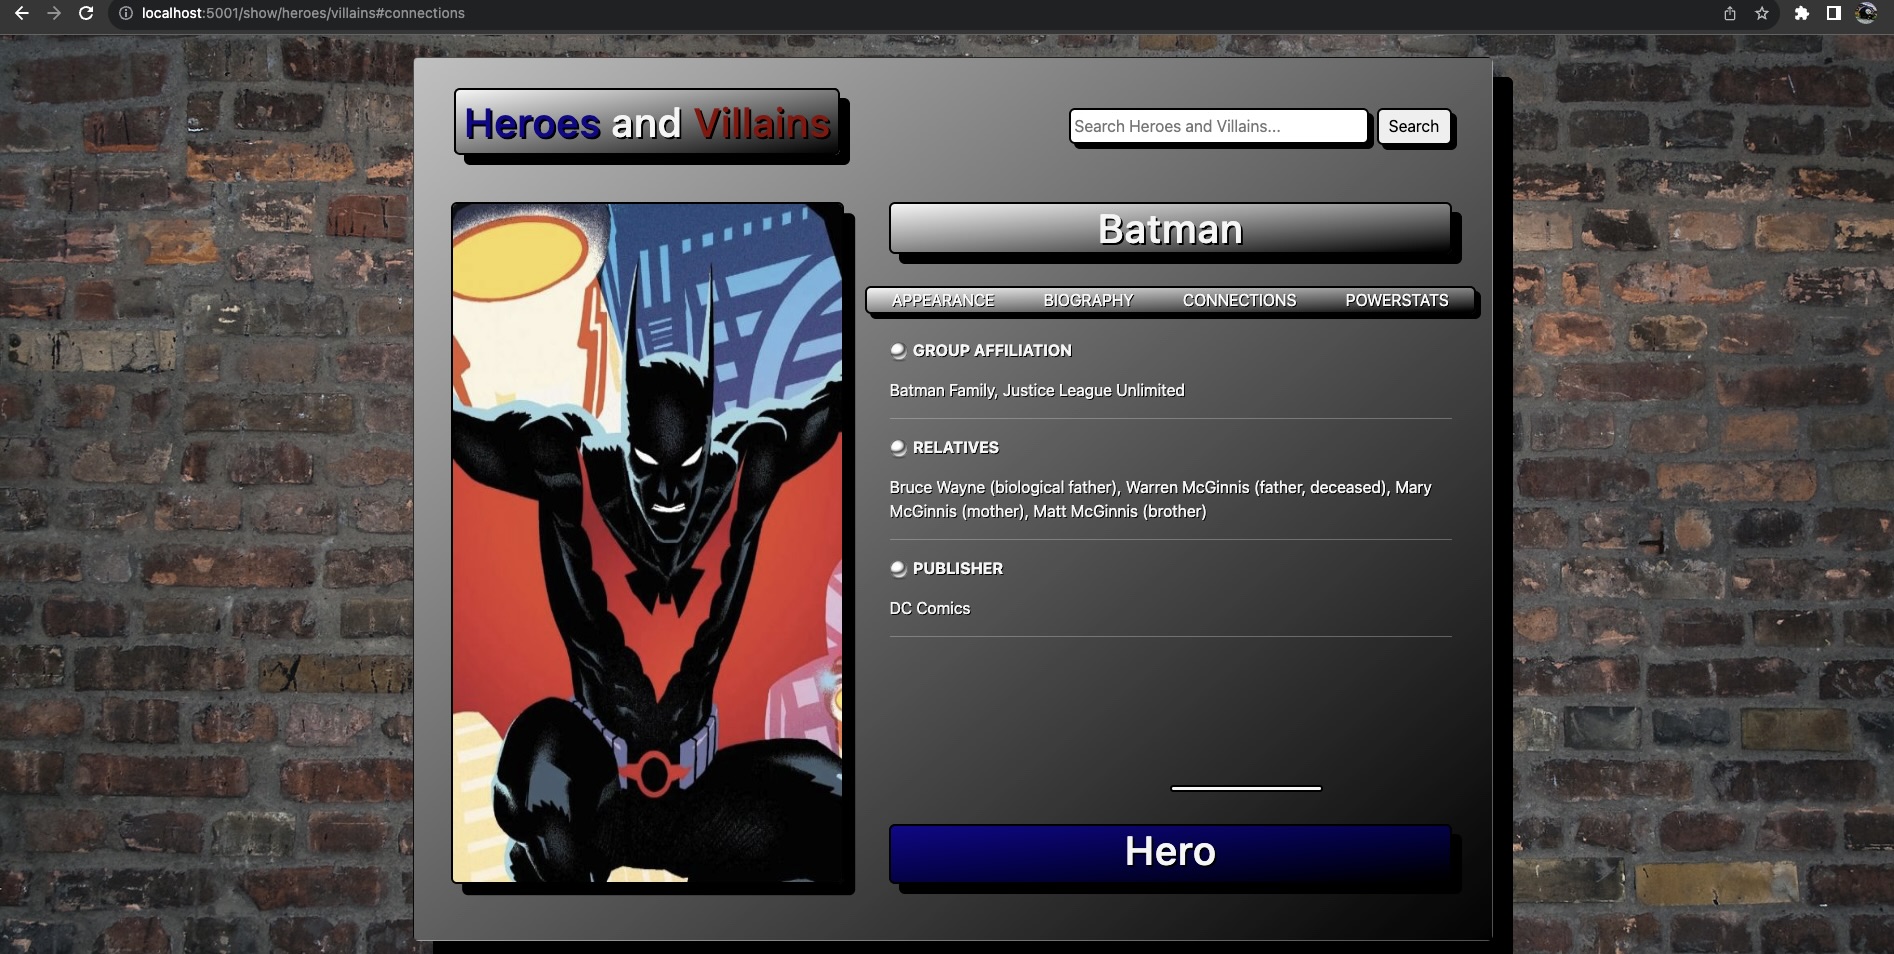 localhost:5001/show/heroes/villains#connections
Heroes and Villains
Search Heroes and Villains...
Search
Batman
APPEARANCE BIOGRAPHY CONNECTIONS POWERSTATS
GROUP AFFILIATION
Batman Family, Justice League Unlimited
RELATIVES
Bruce Wayne (biological father), Warren McGinnis (father, deceased), Mary
McGinnis (mother), Matt McGinnis (brother)
PUBLISHER
DC Comics
Hero